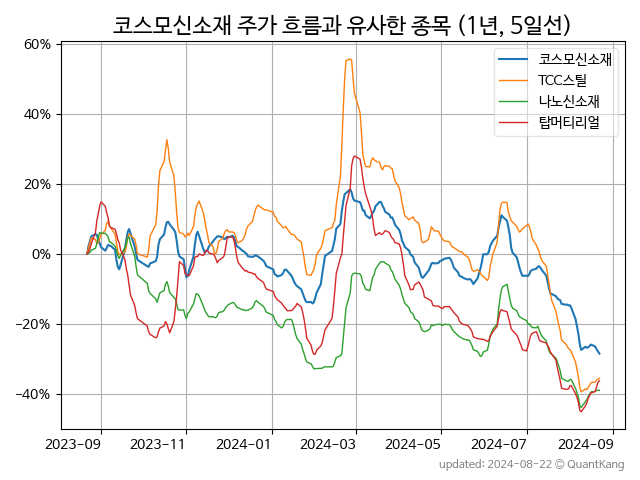 코스모신소재 주가 흐름과 유사한 종목 (1년, 5일선)
60%
40%
20%
0%
−20%
−40%
코스모신소재
TCC스틸
나노신소재
탑머티리얼
2023-09
2023-11
2024-01
2024-03
2024-05
2024-07
2024-09
updated: 2024-08-22 © QuantKang